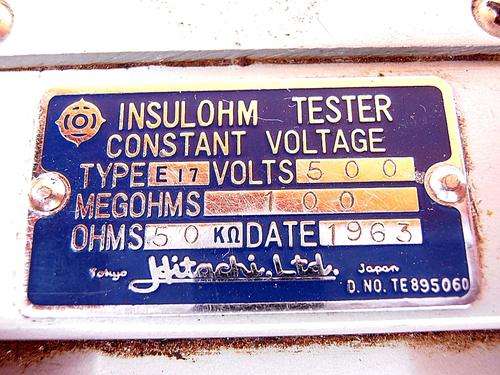 INSULOHM TESTER
CONSTANT VOLTAGE
TYPE E 17 VOLTS 500
MEGOHMS 100
OHMS 50 KΩ DATE 1963
Tokyo Hitachi, Ltd. Japan
D. NO. TE895060